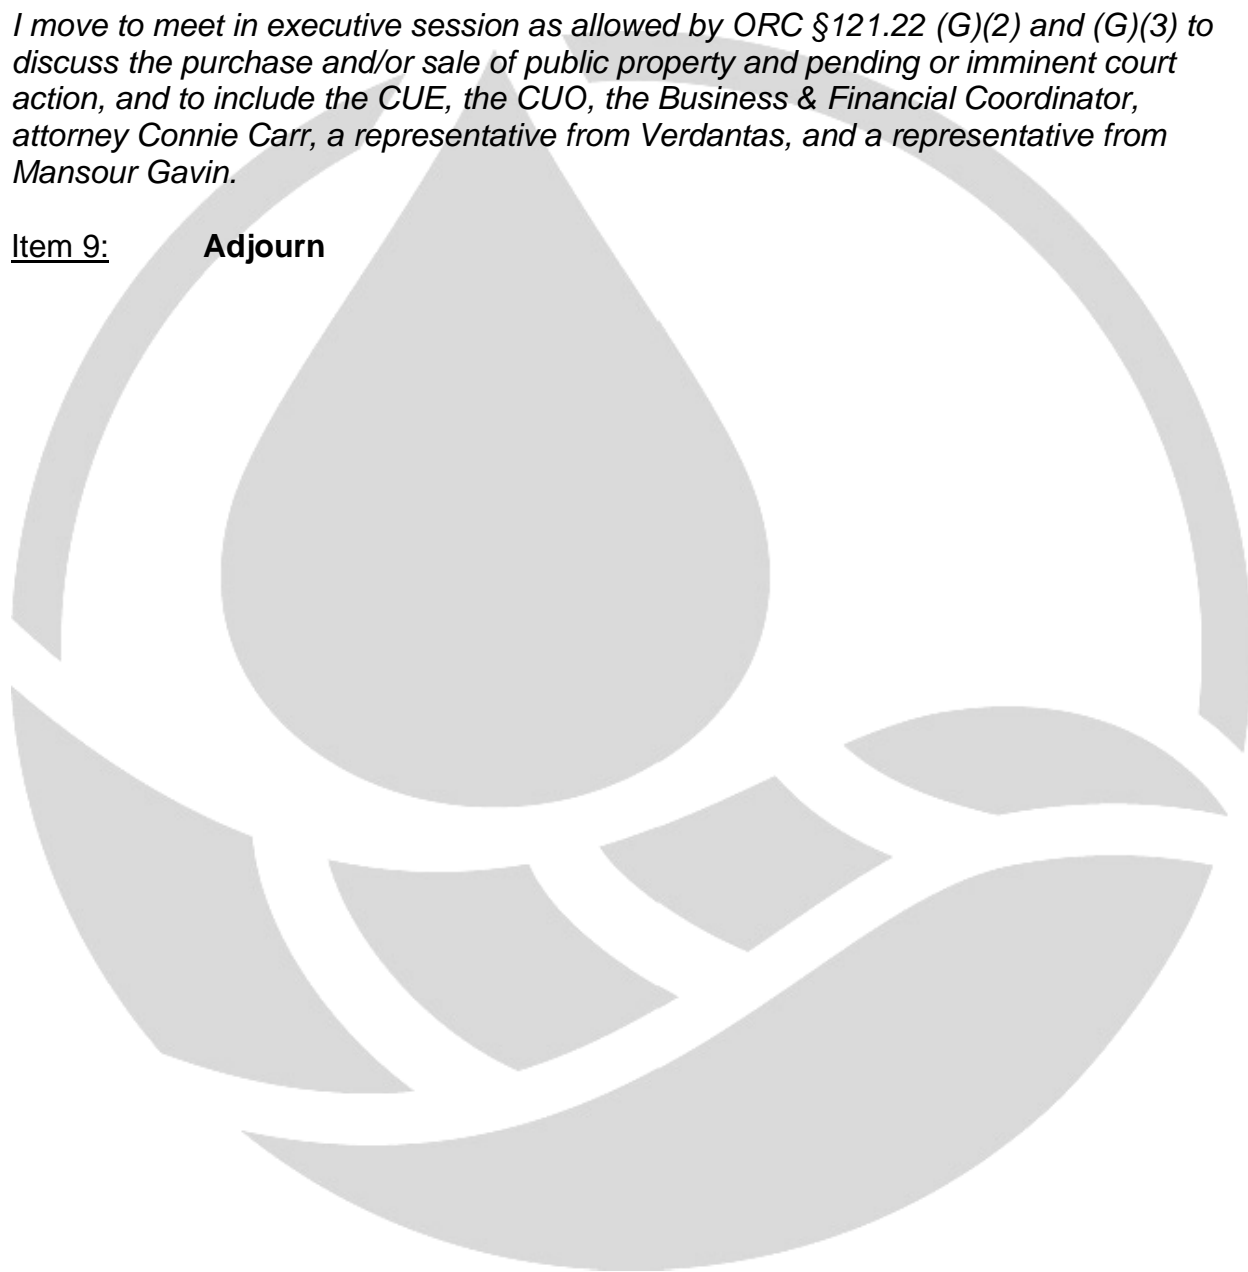 I move to meet in executive session as allowed by ORC §121.22 (G)(2) and (G)(3) to
discuss the purchase and/or sale of public property and pending or imminent court
action, and to include the CUE, the CUO, the Business & Financial Coordinator,
attorney Connie Carr, a representative from Verdantas, and a representative from
Mansour Gavin.
Item 9: Adjourn